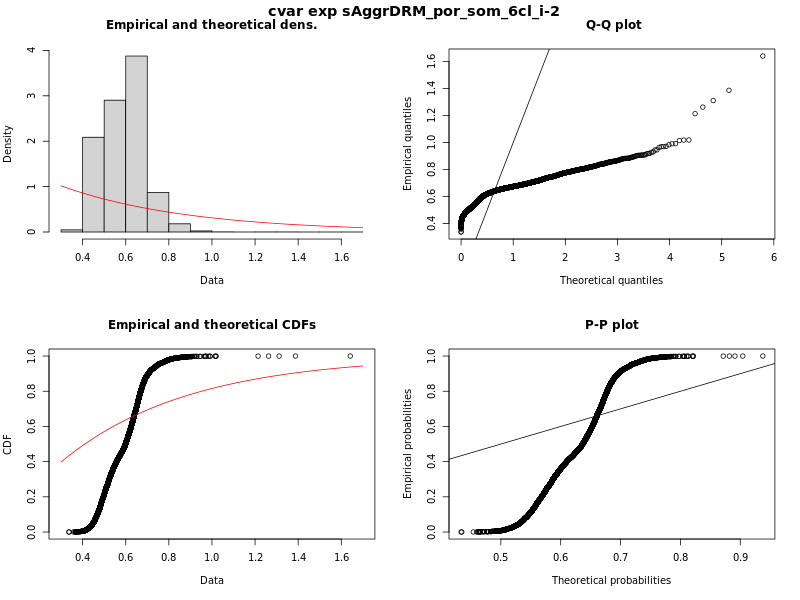 cvar exp sAggrDRM_por_som_6cl_i-2
Empirical and theoretical dens.
Density
0 1 2 3 4
0.4 0.6 0.8 1.0 1.2 1.4 1.6
Data
Q-Q plot
Empirical quantiles
0.4 0.6 0.8 1.0 1.2 1.4 1.6
0 1 2 3 4 5 6
Theoretical quantiles
Empirical and theoretical CDFs
CDF
0.0 0.2 0.4 0.6 0.8 1.0
0.4 0.6 0.8 1.0 1.2 1.4 1.6
Data
P-P plot
Empirical probabilities
0.0 0.2 0.4 0.6 0.8 1.0
0.5 0.6 0.7 0.8 0.9
Theoretical probabilities